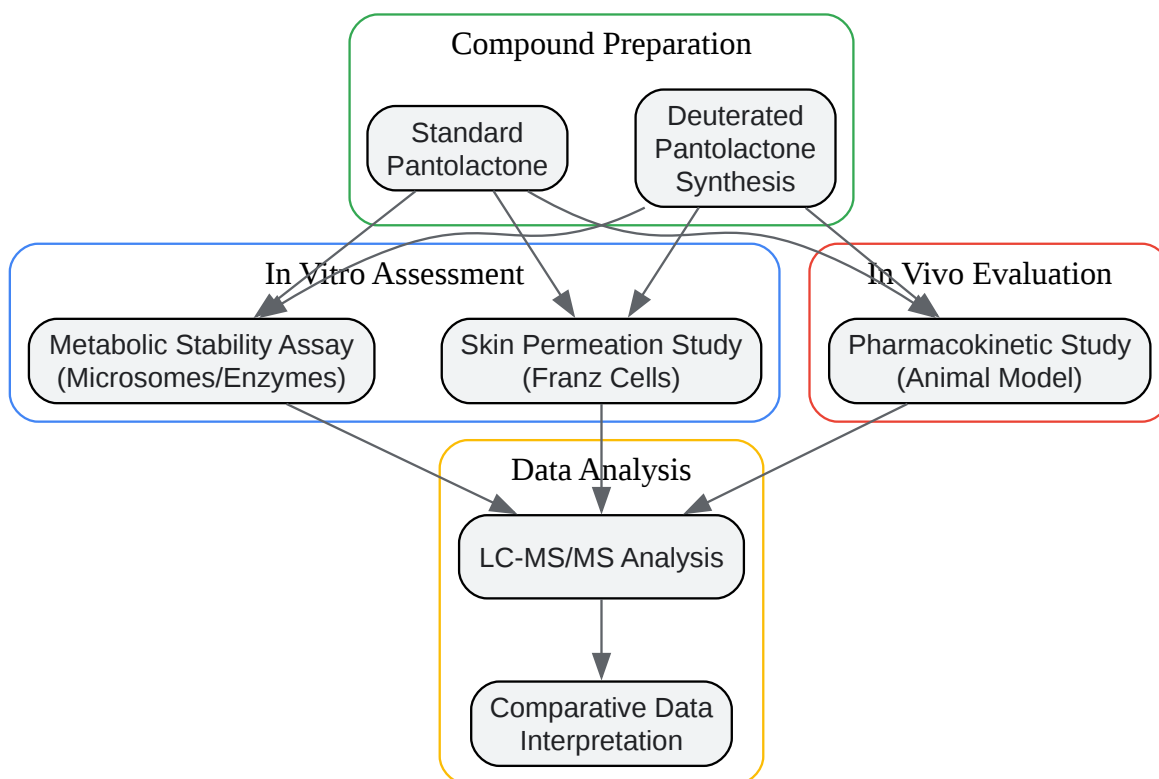 Compound Preparation
Standard
Pantolactone
Deuterated
Pantolactone
Synthesis
In Vitro Assessment
In Vivo Evaluation
Metabolic Stability Assay
(Microsomes/Enzymes)
Skin Permeation Study
(Franz Cells)
Pharmacokinetic Study
(Animal Model)
Data Analysis
LC-MS/MS Analysis
Comparative Data
Interpretation